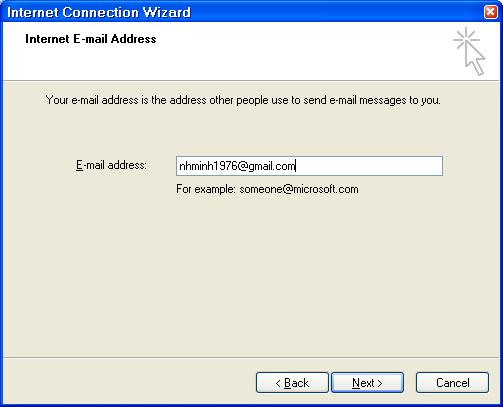 Internet Connection Wizard
Internet E-mail Address
Your e-mail address is the address other people use to send e-mail messages to you.
E-mail address: nhminh1976@gmail.com
For example: someone@microsoft.com
< Back Next > Cancel